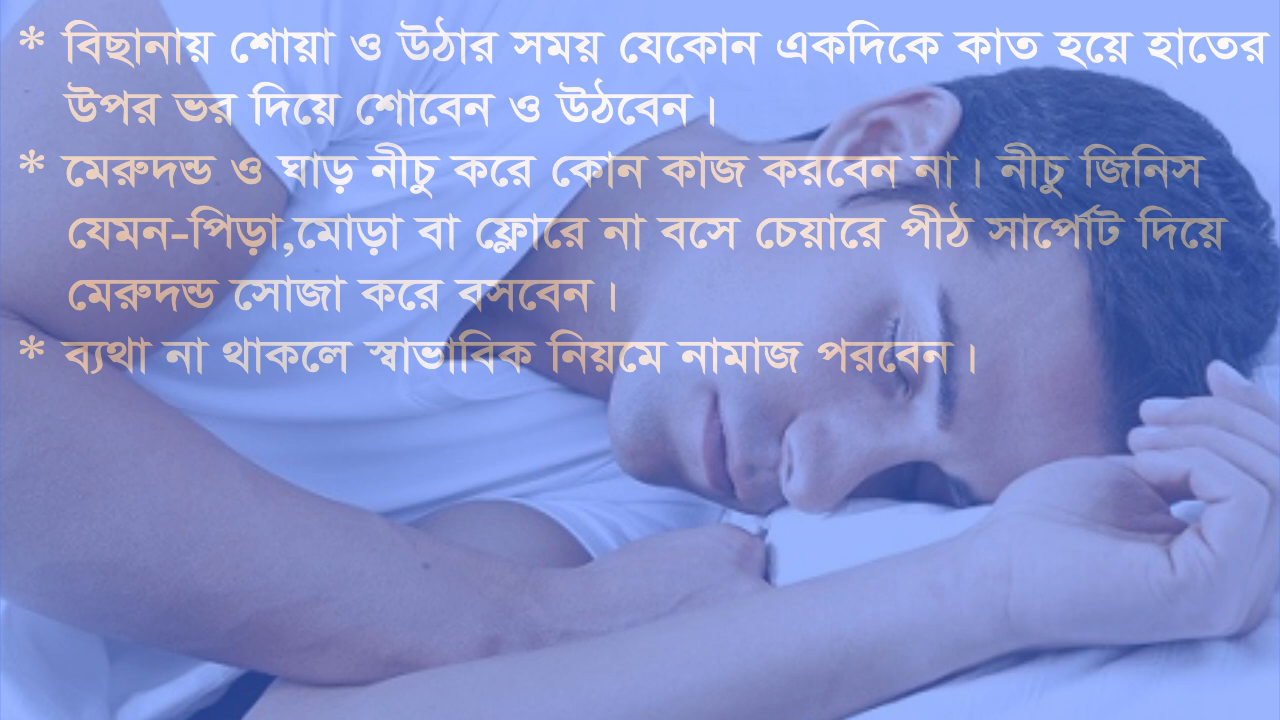 * বিছানায় শোয়া ও উঠার সময় যেকোন একদিকে কাত হয়ে হাতের
উপর ভর দিয়ে শোবেন ও উঠবেন।
* মেরুদন্ড ও ঘাড় নীচু করে কোন কাজ করবেন না। নীচু জিনিস
যেমন-পিড়া,মোড়া বা ফ্লোরে না বসে চেয়ারে পীঠ সার্পোট দিয়ে
মেরুদন্ড সোজা করে বসবেন।
* ব্যথা না থাকলে স্বাভাবিক নিয়মে নামাজ পরবেন।